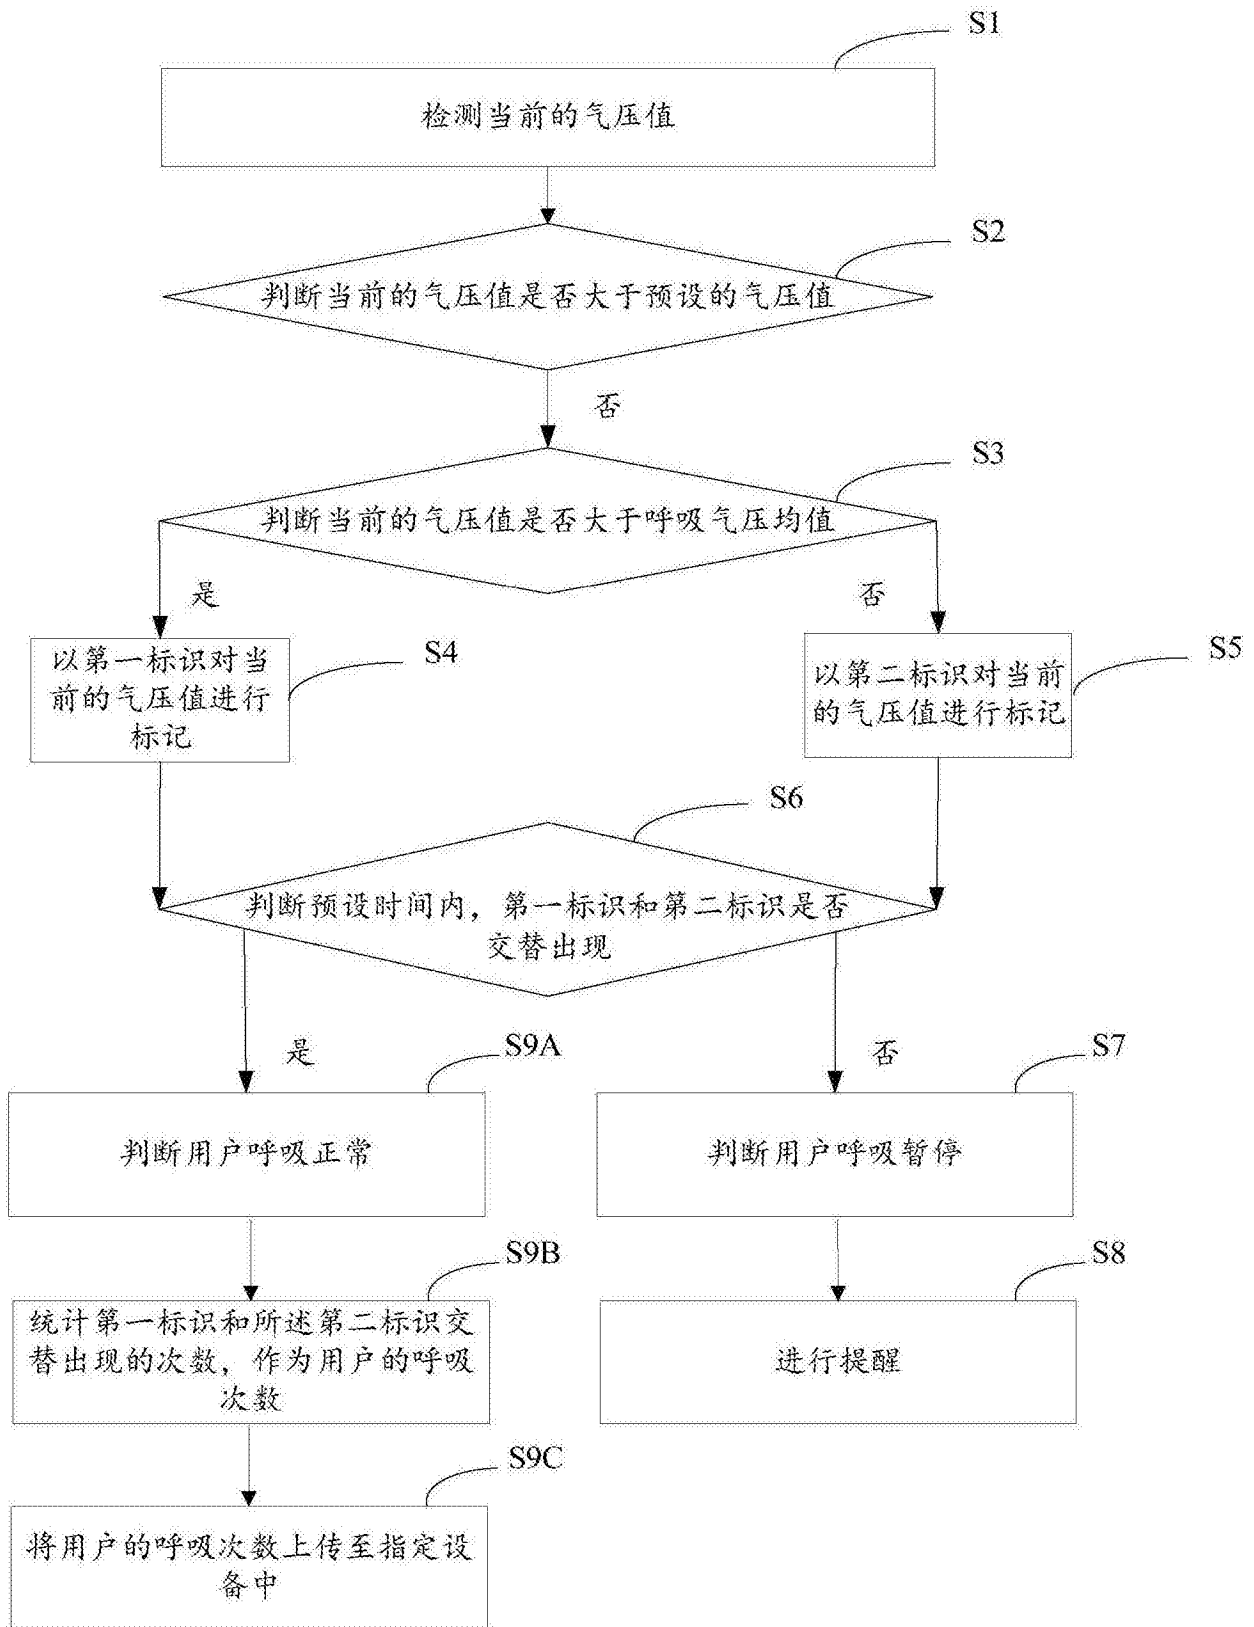 S1
检测当前的气压值
S2
判断当前的气压值是否大于预设的气压值
否
S3
判断当前的气压值是否大于呼吸气压均值
是
否
S4
以第一标识对当
前的气压值进行
标记
S5
以第二标识对当前
的气压值进行标记
S6
判断预设时间内，第一标识和第二标识是否
交替出现
是
否
S9A
判断用户呼吸正常
S7
判断用户呼吸暂停
S9B
统计第一标识和所述第二标识交
替出现的次数，作为用户的呼吸
次数
S8
进行提醒
S9C
将用户的呼吸次数上传至指定设
备中